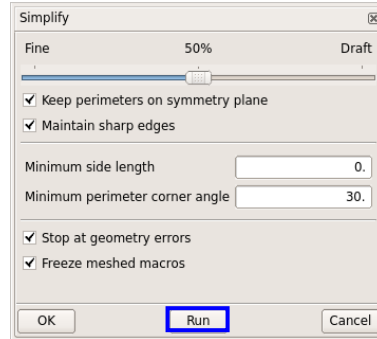 Simplify
Fine 50% Draft
Keep perimeters on symmetry plane
Maintain sharp edges
Minimum side length 0.
Minimum perimeter corner angle 30.
Stop at geometry errors
Freeze meshed macros
OK Run Cancel